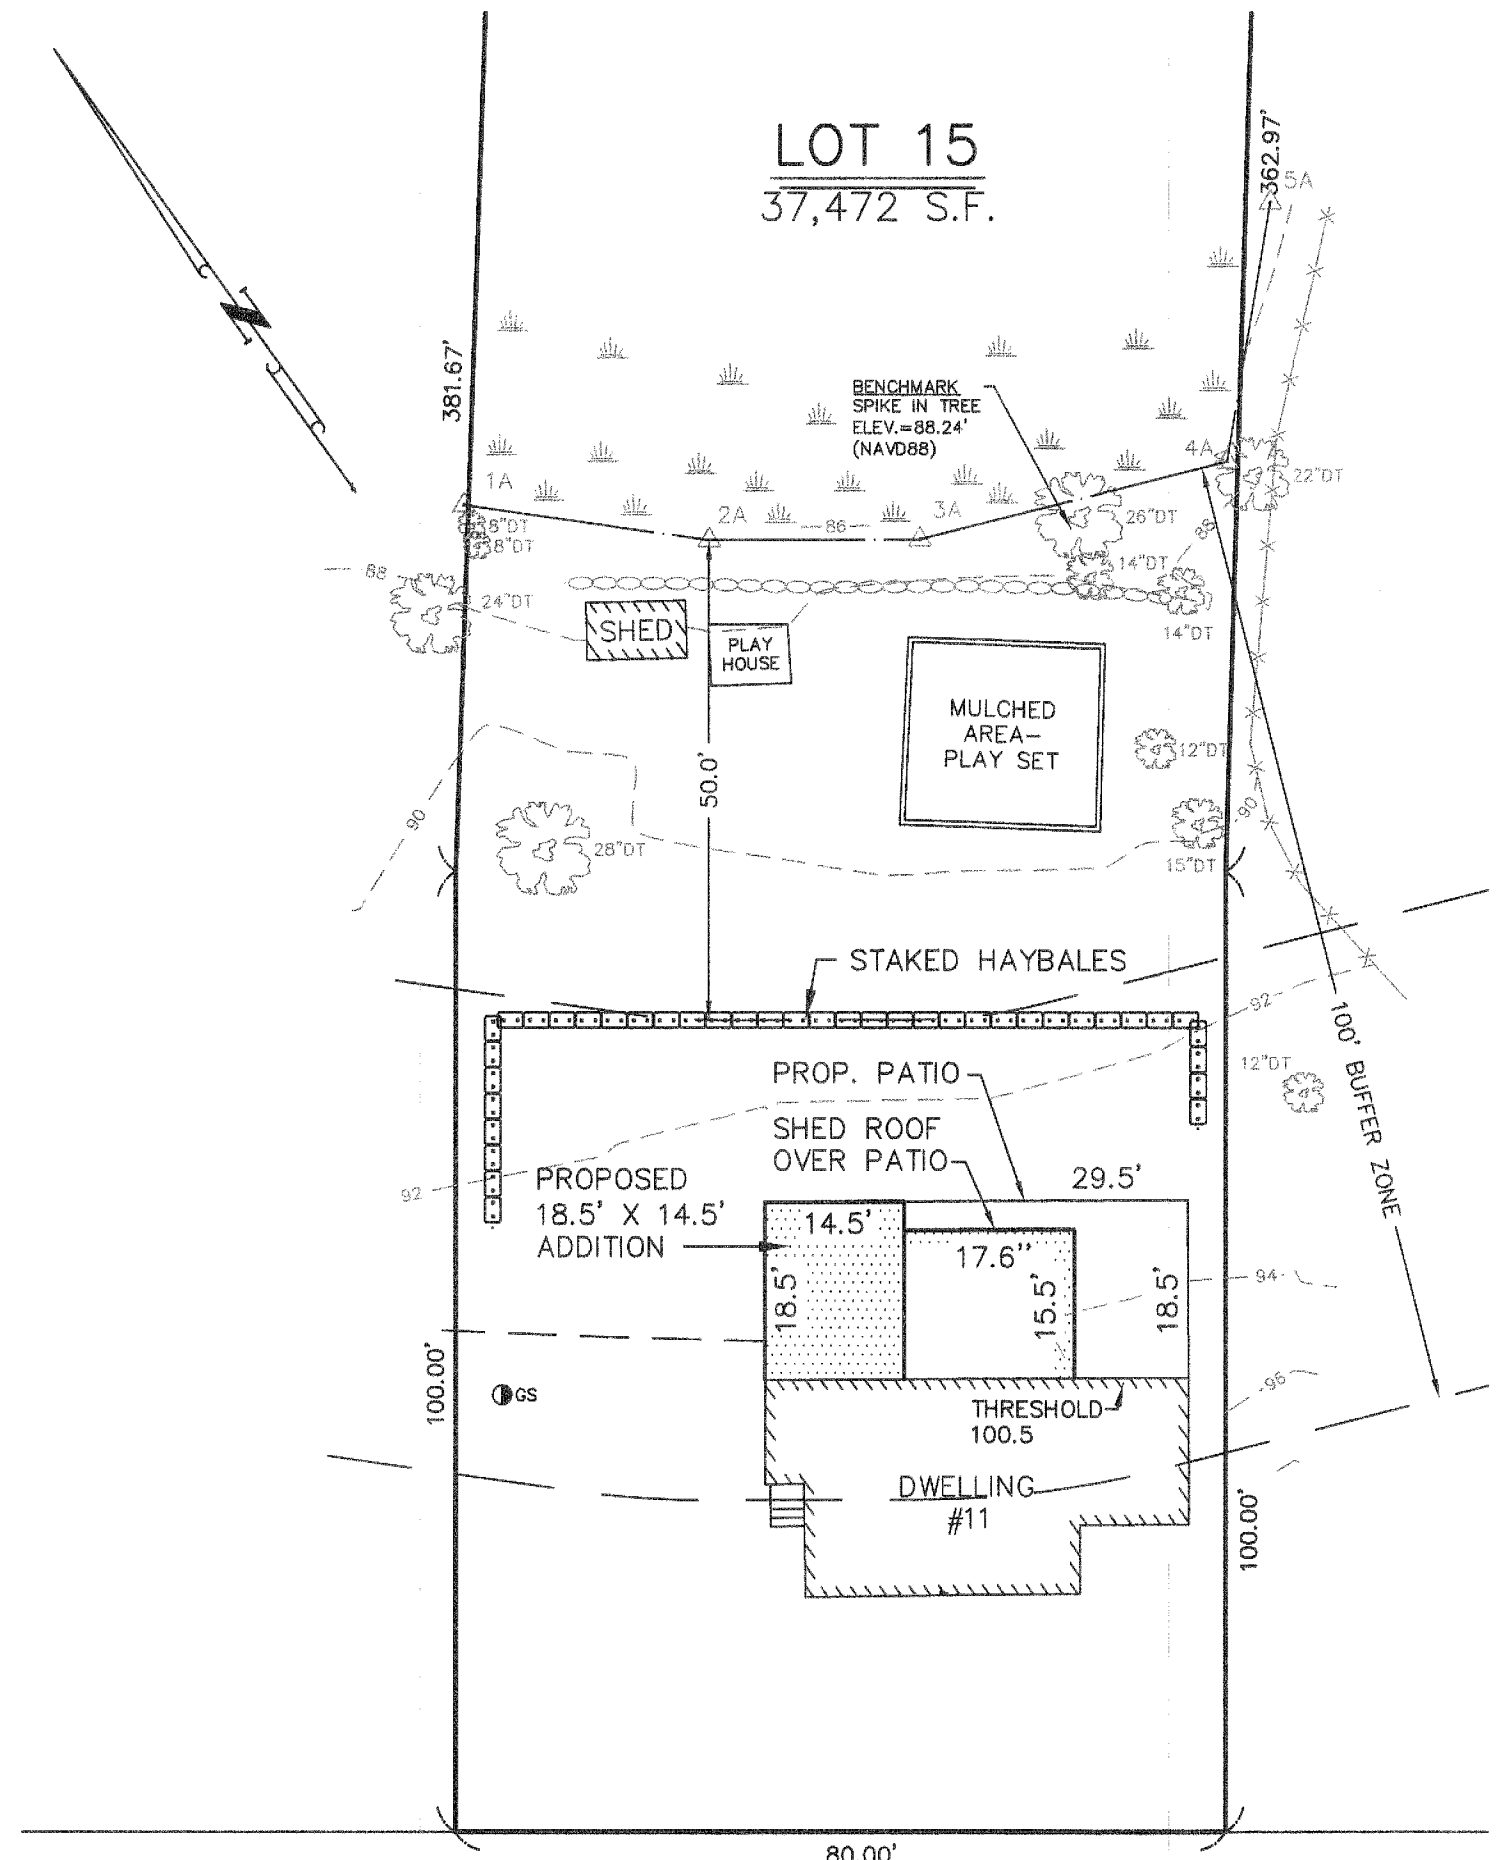 LOT 15
37,472 S.F.
362.97'
5A
381.67'
BENCHMARK
SPIKE IN TREE
ELEV.=88.24'
(NAVD88)
4A
22"DT
1A
2A
3A
86
26"DT
88
8"DT
8"DT
88
14"DT
24"DT
SHED
PLAY
HOUSE
14"DT
MULCHED
AREA-
PLAY SET
12"DT
50.0'
90
90
28"DT
15"DT
STAKED HAYBALES
92
100' BUFFER ZONE
12"DT
PROP. PATIO
SHED ROOF
OVER PATIO
92
PROPOSED
18.5' X 14.5'
ADDITION
29.5'
14.5'
17.6"
18.5'
15.5'
18.5'
94
100.00'
GS
96
THRESHOLD
100.5
DWELLING
#11
100.00'
80.00'